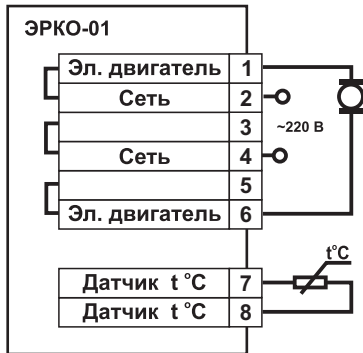 ЭРКО-01
Эл. двигатель 1
Сеть 2
3 ~220 В
Сеть 4
5
Эл. двигатель 6
t°C
Датчик t °C 7
Датчик t °C 8